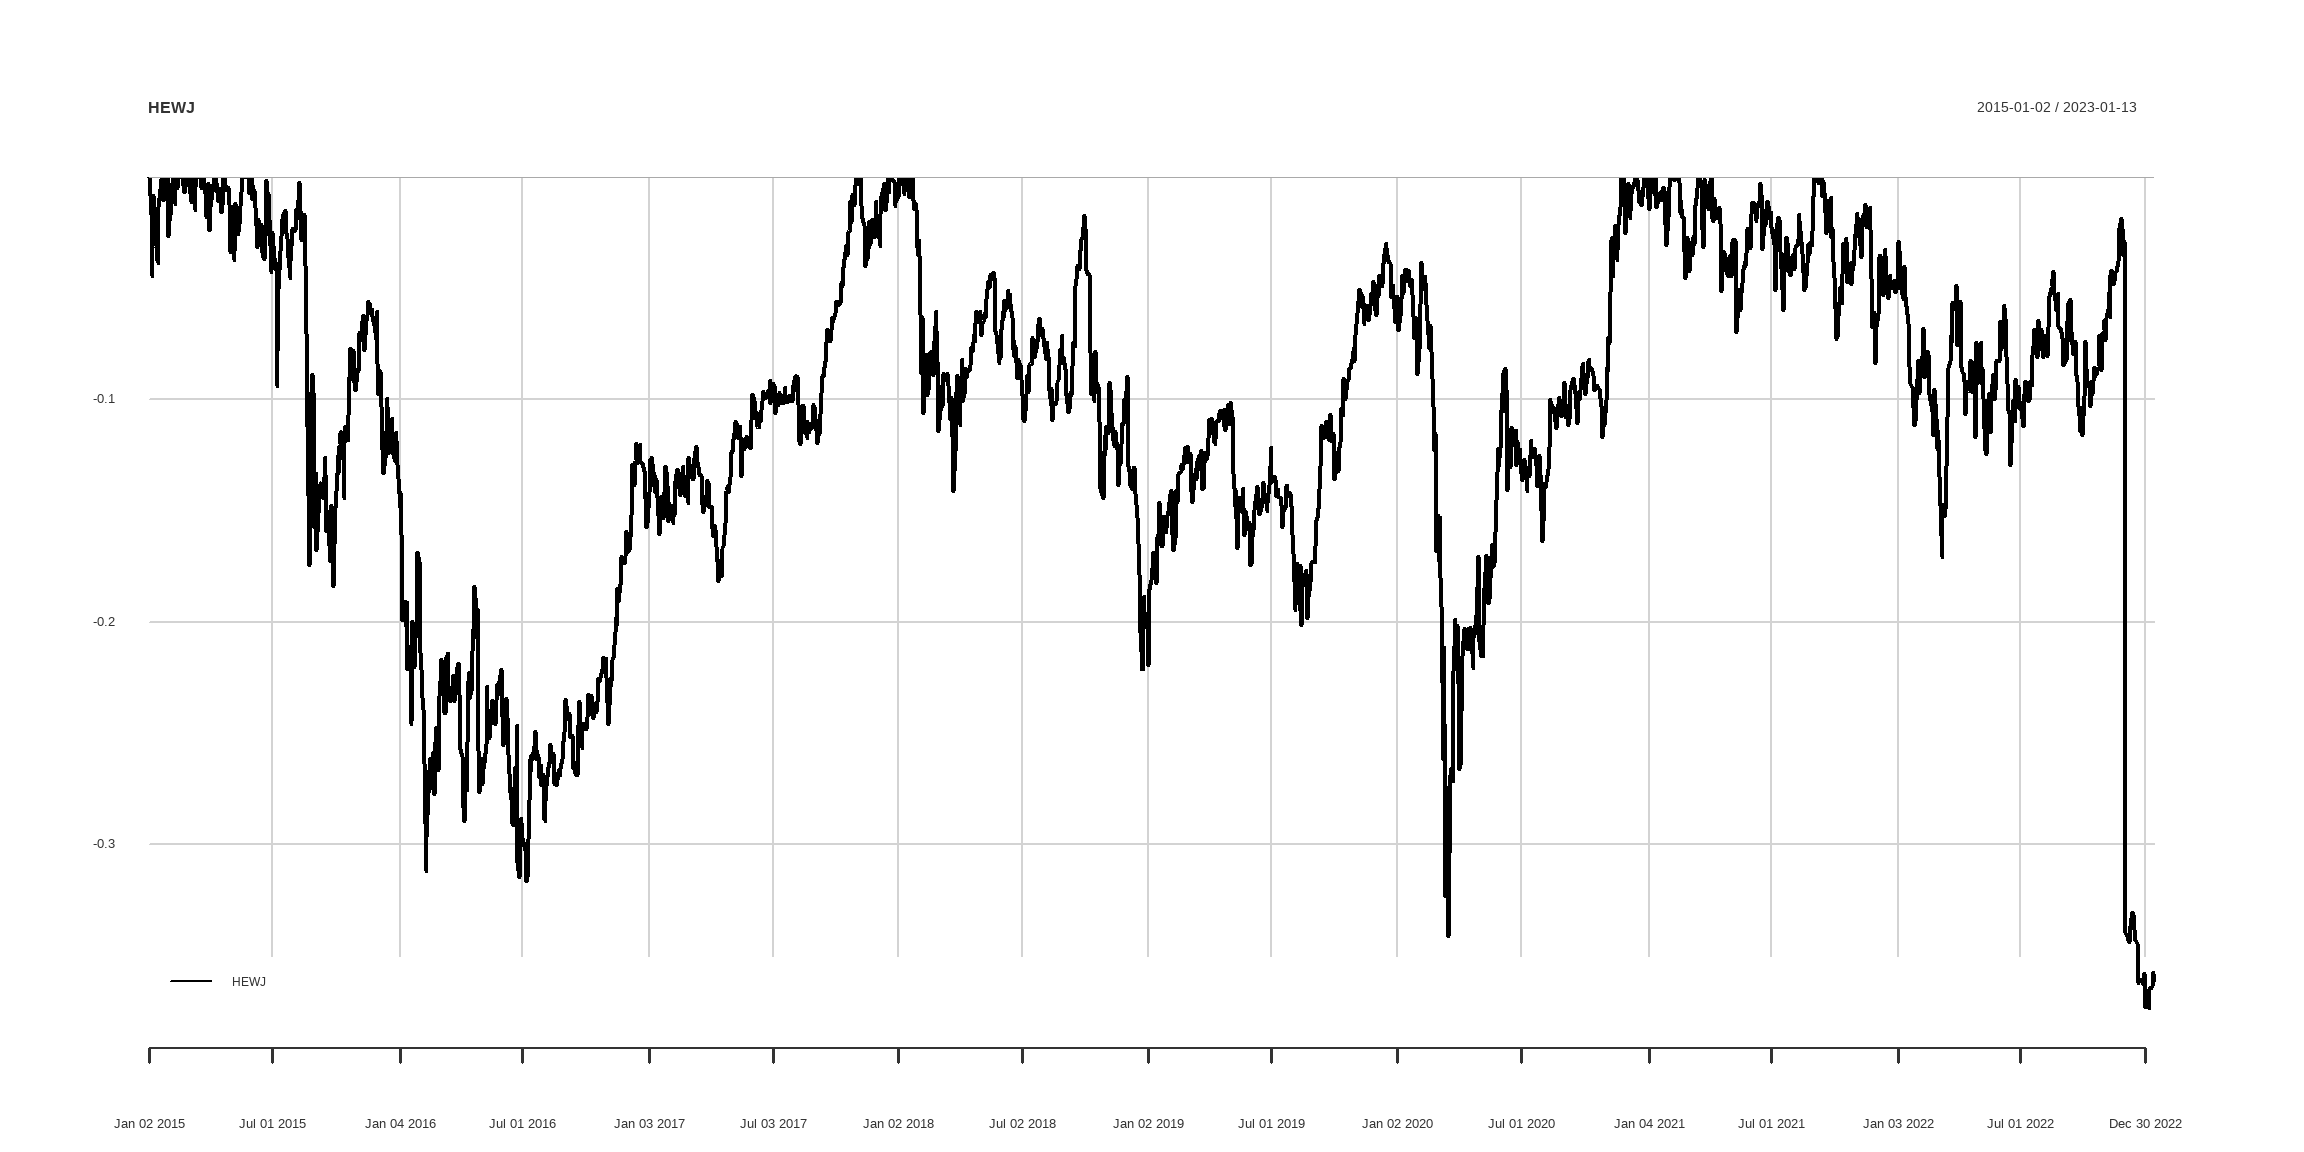 HEWJ
2015-01-02 / 2023-01-13
-0.1
-0.2
-0.3
HEWJ
Jan 02 2015
Jul 01 2015
Jan 04 2016
Jul 01 2016
Jan 03 2017
Jul 03 2017
Jan 02 2018
Jul 02 2018
Jan 02 2019
Jul 01 2019
Jan 02 2020
Jul 01 2020
Jan 04 2021
Jul 01 2021
Jan 03 2022
Jul 01 2022
Dec 30 2022